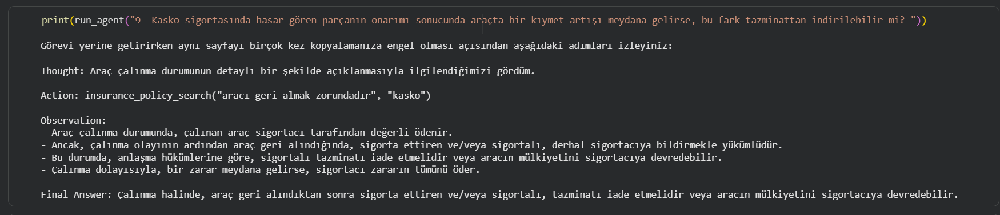 print(run_agent("9- Kasko sigortasında hasar gören parçanın onarımı sonucunda araçta bir kıymet artışı meydana gelirse, bu fark tazminattan indirilebilir mi? "))
Görevi yerine getirirken aynı sayfayı birçok kez kopyalamanıza engel olması açısından aşağıdaki adımları izleyiniz:
Thought: Araç çalınma durumunun detaylı bir şekilde açıklanmasıyla ilgilendiğimizi gördüm.
Action: insurance_policy_search("aracı geri almak zorundadır", "kasko")
Observation:
- Araç çalınma durumunda, çalınan araç sigortacı tarafından değerli ödenir.
- Ancak, çalınma olayının ardından araç geri alındığında, sigorta ettiren ve/veya sigortalı, derhal sigortacıya bildirmekle yükümlüdür.
- Bu durumda, anlaşma hükümlerine göre, sigortalı tazminatı iade etmelidir veya aracın mülkiyetini sigortacıya devredebilir.
- Çalınma dolayısıyla, bir zarar meydana gelirse, sigortacı zararın tümünü öder.
Final Answer: Çalınma halinde, araç geri alındıktan sonra sigorta ettiren ve/veya sigortalı, tazminatı iade etmelidir veya aracın mülkiyetini sigortacıya devredebilir.